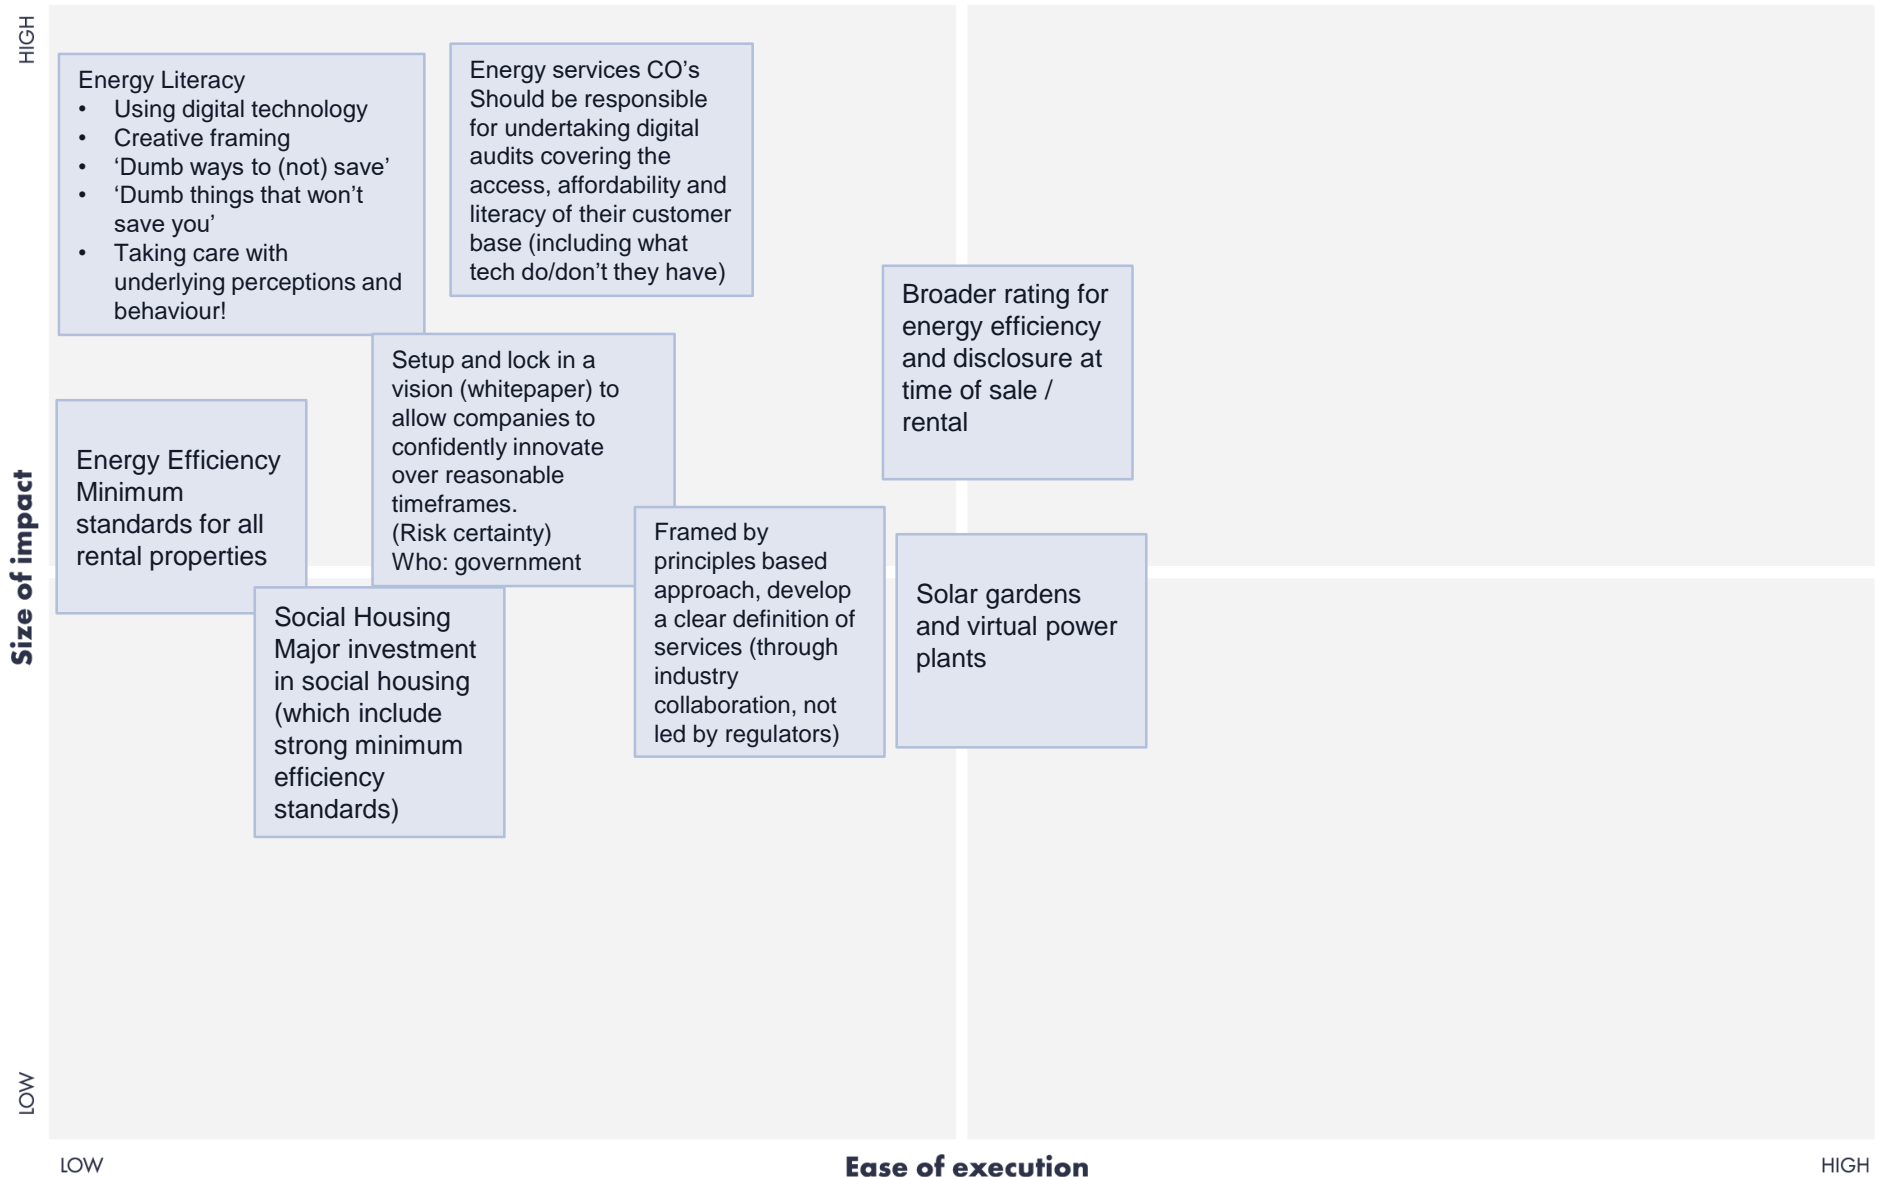 HIGH
Energy Literacy
• Using digital technology
• Creative framing
• ‘Dumb ways to (not) save’
• ‘Dumb things that won’t
save you’
• Taking care with
underlying perceptions and
behaviour!
Energy services CO’s
Should be responsible
for undertaking digital
audits covering the
access, affordability and
literacy of their customer
base (including what
tech do/don’t they have)
Broader rating for
energy efficiency
and disclosure at
time of sale /
rental
Setup and lock in a
vision (whitepaper) to
allow companies to
confidently innovate
over reasonable
timeframes.
(Risk certainty)
Who: government
Energy Efficiency
Minimum
standards for all
rental properties
Size of impact
Framed by
principles based
approach, develop
a clear definition of
services (through
industry
collaboration, not
led by regulators)
Solar gardens
and virtual power
plants
Social Housing
Major investment
in social housing
(which include
strong minimum
efficiency
standards)
LOW
LOW
Ease of execution
HIGH